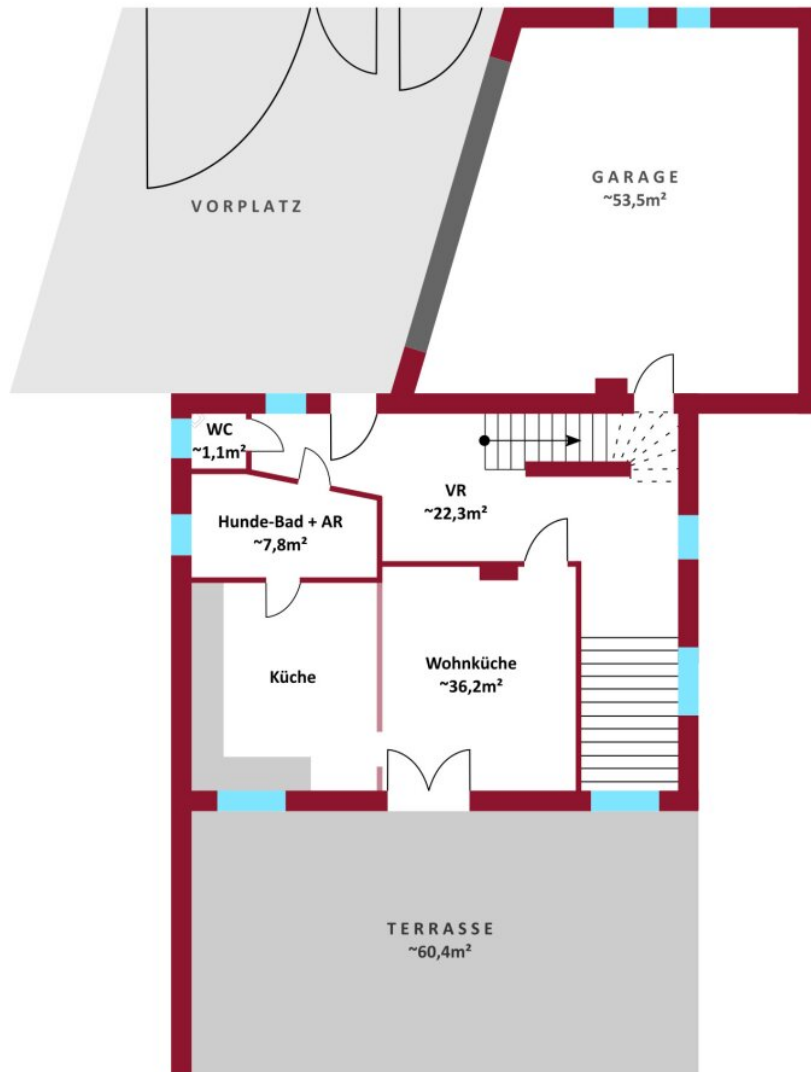 GARAGE
~53,5m²
VORPLATZ
WC
~1,1m²
VR
~22,3m²
Hunde-Bad + AR
~7,8m²
Küche
Wohnküche
~36,2m²
TERRASSE
~60,4m²